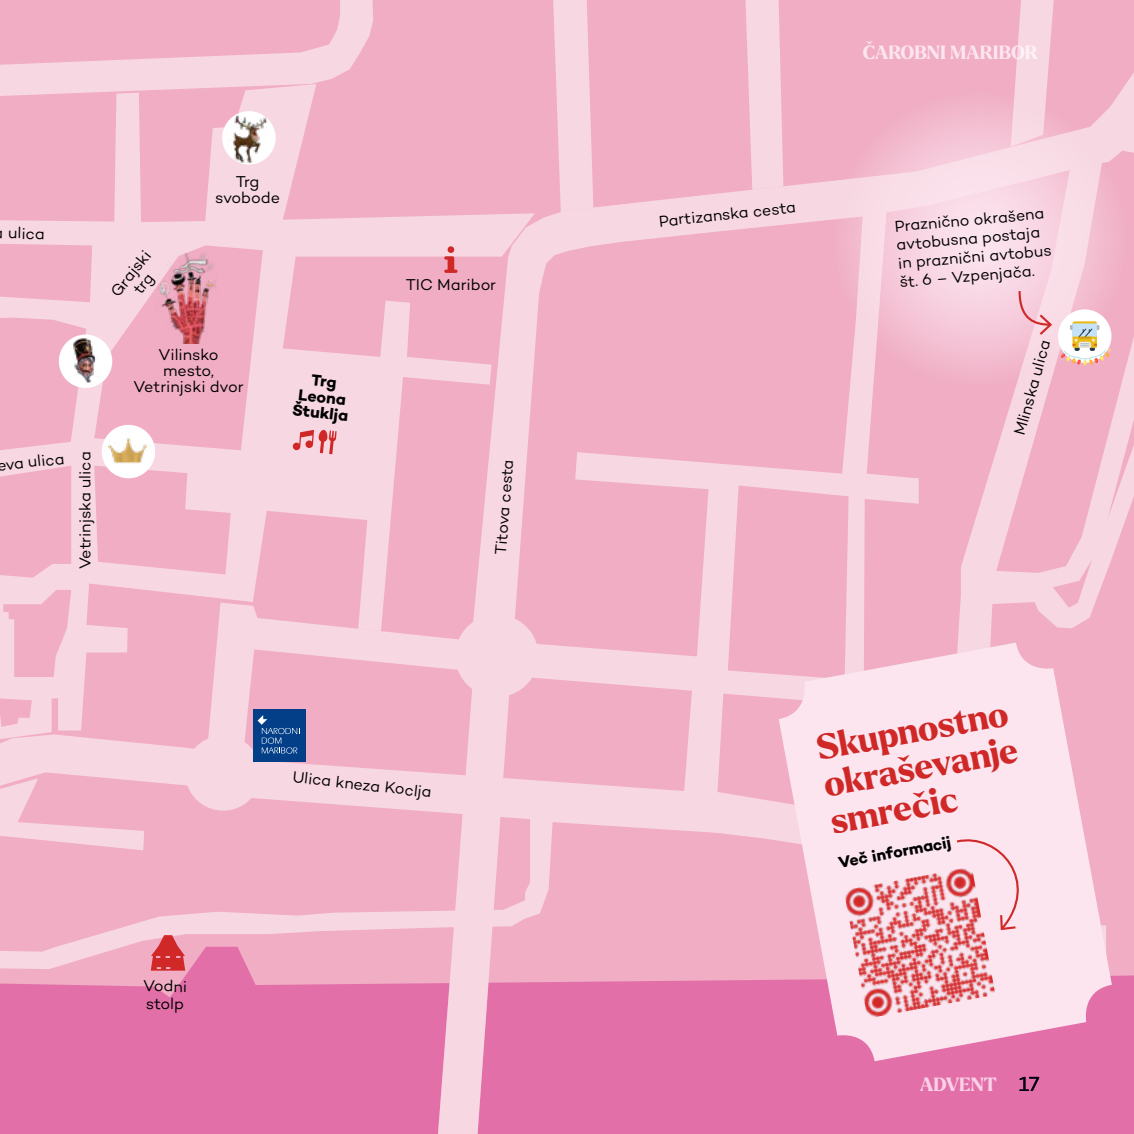 ČAROBNI MARIBOR
Trg
svobode
ulica
Grajski
trg
TIC Maribor
Partizanska cesta
Praznično okrašena
avtobusna postaja
in praznični avtobus
št. 6 – Vzpenjača.
Mlinska ulica
Vilinsko
mesto,
Vetrinjski dvor
Trg
Leona
Štuklja
eva ulica
Vetrinjska ulica
Titova cesta
NARODNI
DOM
MARIBOR
Ulica kneza Koclja
Skupnostno
okraševanje
smrečic
Več informacij
Vodni
stolp
ADVENT 17